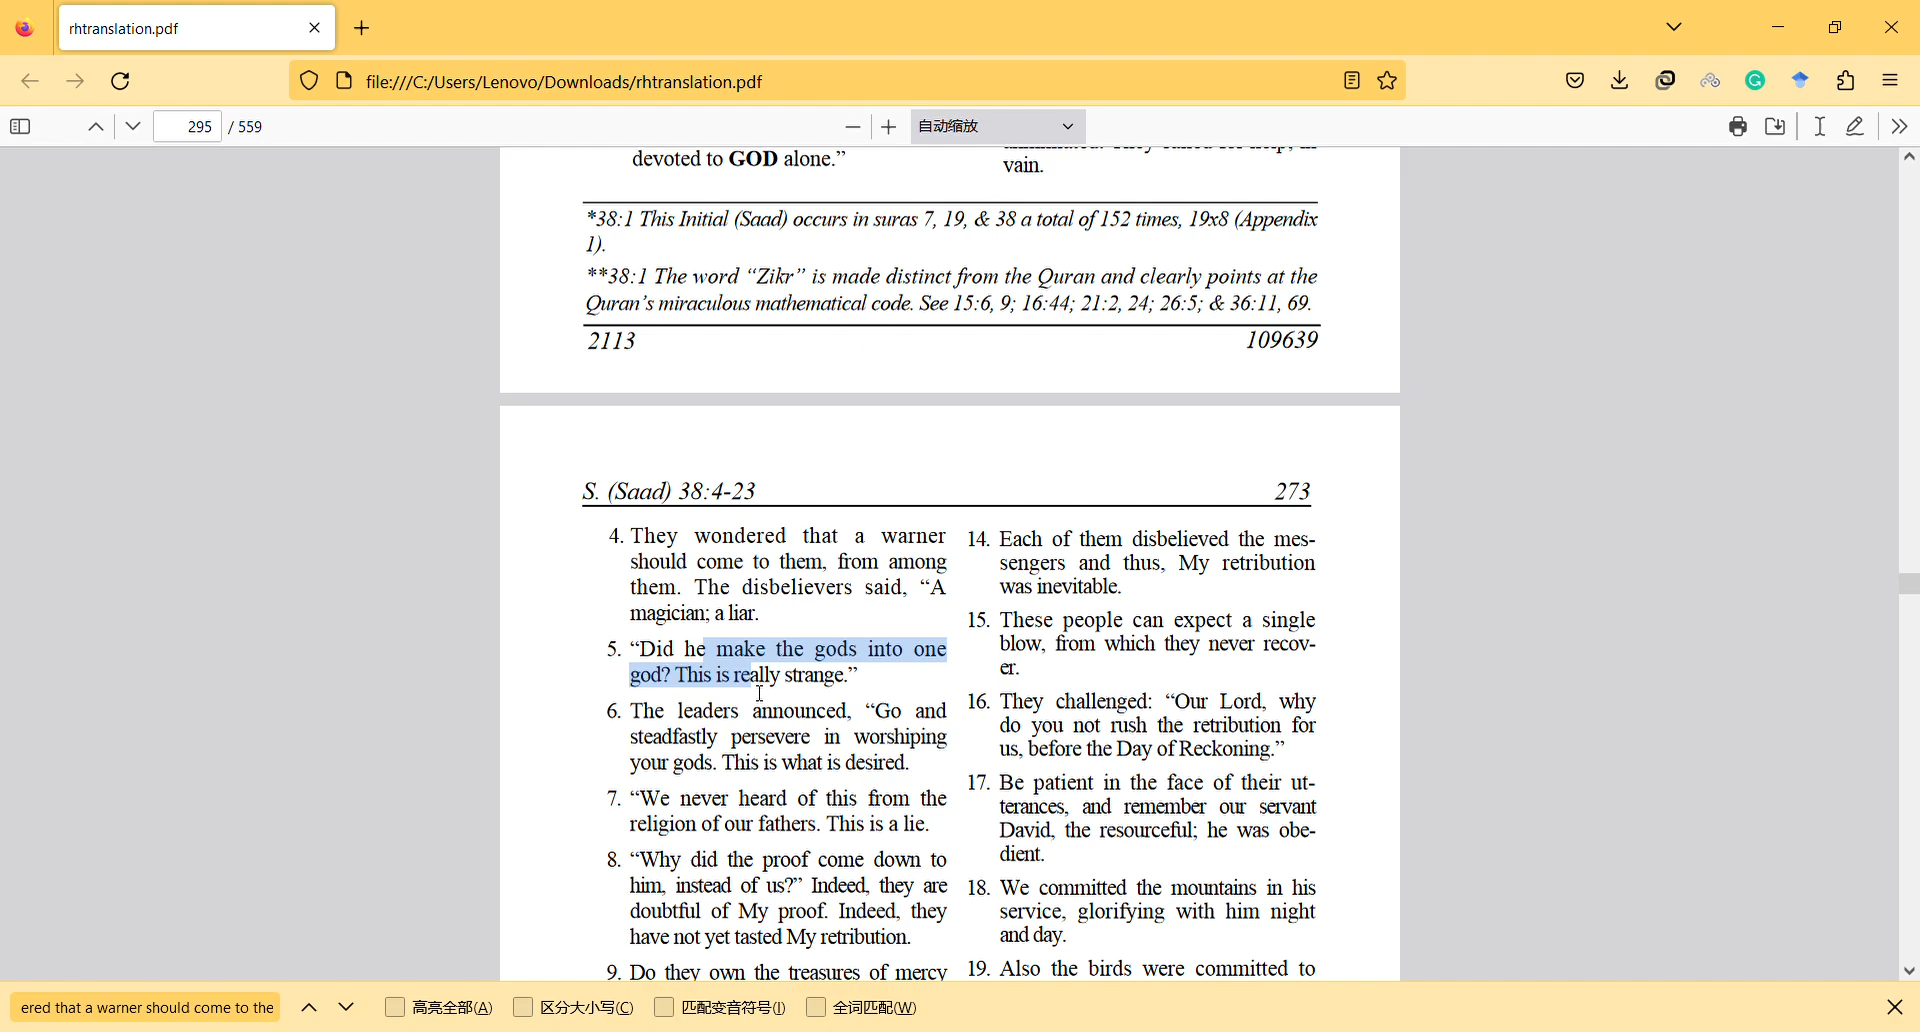 rhtranslation.pdf
file:///C:/Users/Lenovo/Downloads/rhtranslation.pdf
295 / 559
自动缩放
devoted to GOD alone.”
vain.
*38:1 This Initial (Saad) occurs in suras 7, 19, & 38 a total of 152 times, 19x8 (Appendix
1).
**38:1 The word “Zikr” is made distinct from the Quran and clearly points at the
Quran’s miraculous mathematical code. See 15:6, 9; 16:44; 21:2, 24; 26:5; & 36:11, 69.
2113 109639
S. (Saad) 38:4-23 273
4. They wondered that a warner
should come to them, from among
them. The disbelievers said, “A
magician; a liar.
5. “Did he make the gods into one
god? This is really strange.”
6. The leaders announced, “Go and
steadfastly persevere in worshiping
your gods. This is what is desired.
7. “We never heard of this from the
religion of our fathers. This is a lie.
8. “Why did the proof come down to
him, instead of us?” Indeed, they are
doubtful of My proof. Indeed, they
have not yet tasted My retribution.
9. Do they own the treasures of mercy
14. Each of them disbelieved the mes-
sengers and thus, My retribution
was inevitable.
15. These people can expect a single
blow, from which they never recov-
er.
16. They challenged: “Our Lord, why
do you not rush the retribution for
us, before the Day of Reckoning.”
17. Be patient in the face of their ut-
terances, and remember our servant
David, the resourceful; he was obe-
dient.
18. We committed the mountains in his
service, glorifying with him night
and day.
19. Also the birds were committed to
ered that a warner should come to the
高亮全部(A) 区分大小写(C) 匹配变音符号(I) 全词匹配(W)